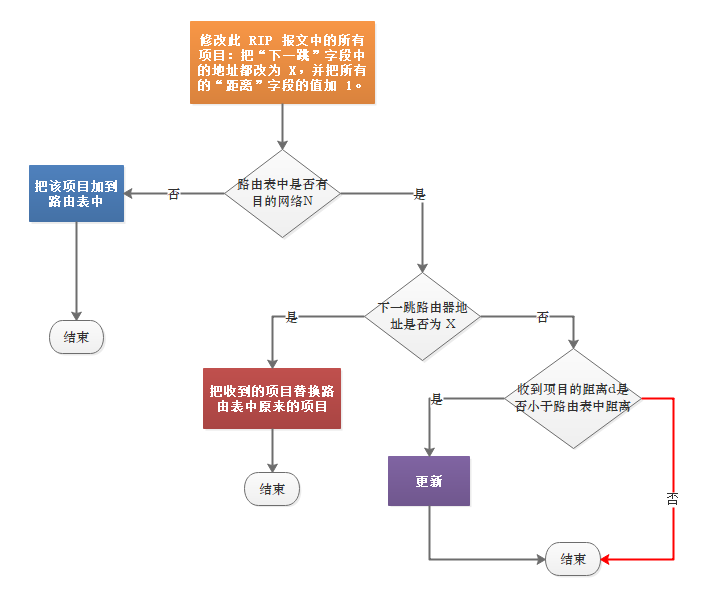 修改此 RIP 报文中的所有
项目：把“下一跳”字段中
的地址都改为 X，并把所有
的“距离”字段的值加 1。
路由表中是否有
目的网络N
否
是
把该项目加到
路由表中
结束
下一跳路由器地
址是否为 X
是
否
把收到的项目替换路
由表中原来的项目
结束
收到项目的距离d是
否小于路由表中距离
是
否
更新
结束